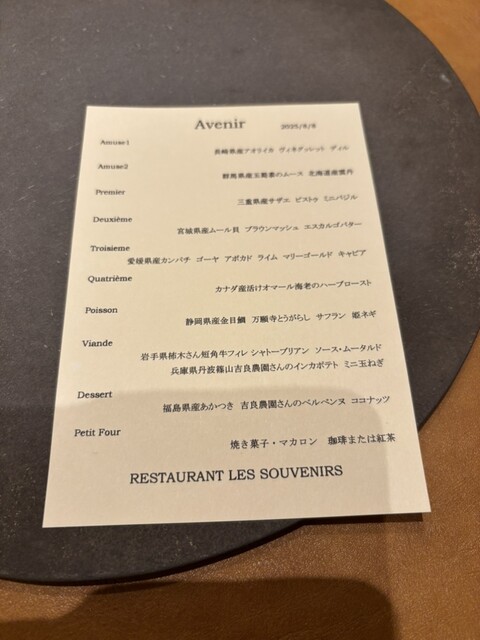 Avenir
2025/8/8
Amuse1
長崎県産アオリイカ ヴィネグレット ディル
Amuse2
群馬県産玉蜀黍のムース 北海道産雲丹
Premier
三重県産サザエ ピストゥ ミニバジル
Deuxième
宮城県産ムール貝 ブラウンマッシュ エスカルゴバター
Troisieme
愛媛県産カンパチ ゴーヤ アボカド ライム マリーゴールド キャビア
Quatrième
カナダ産活けオマール海老のハーブロースト
Poisson
静岡県産金目鯛 万願寺とうがらし サフラン 姫ネギ
Viande
岩手県柿木さん短角牛フィレ シャトーブリアン ソース・ムータルド
兵庫県丹波篠山吉良農園さんのインカポテト ミニ玉ねぎ
Dessert
福島県産あかつき 吉良農園さんのベルベンヌ ココナッツ
Petit Four
焼き菓子・マカロン 珈琲または紅茶
RESTAURANT LES SOUVENIRS